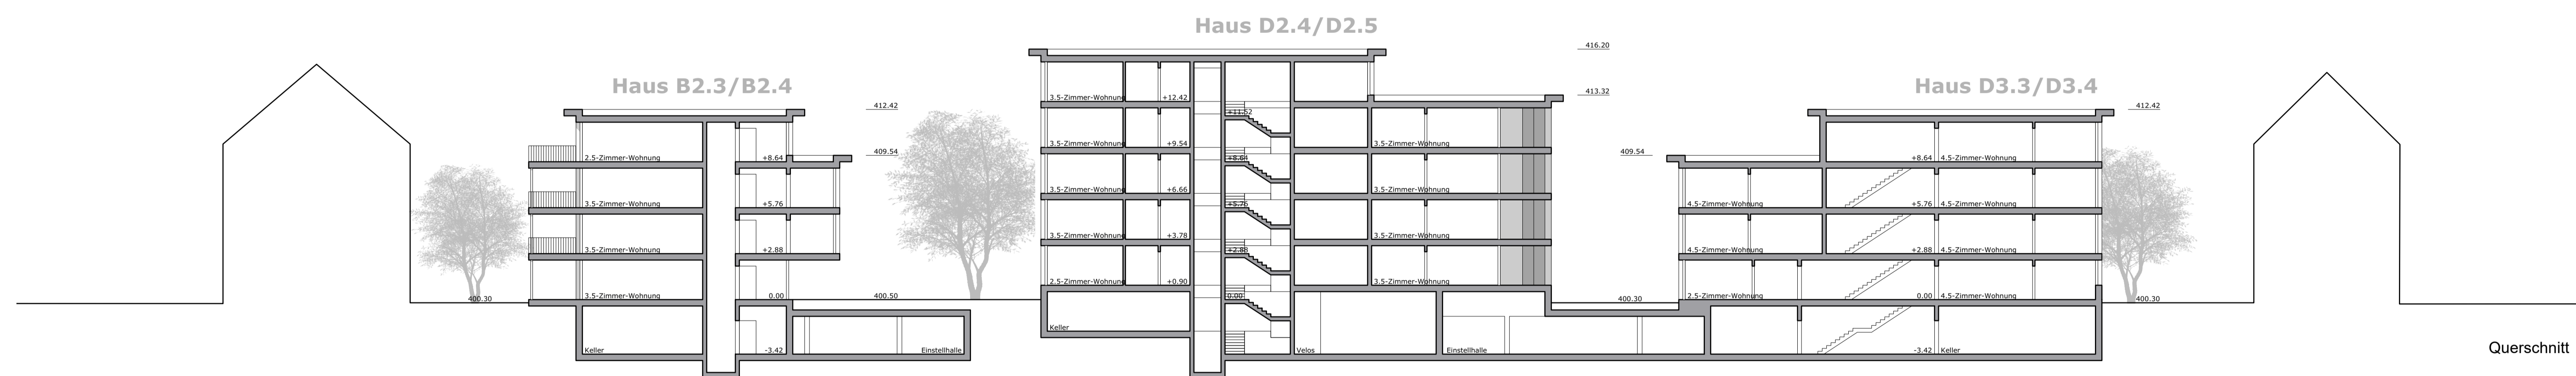 Haus D2.4/D2.5
416.20
Haus B2.3/B2.4
Haus D3.3/D3.4
413.32
3.5-Zimmer-Wohnung
+12.42
412.42
412.42
+11.52
3.5-Zimmer-Wohnung
+9.54
3.5-Zimmer-Wohnung
409.54
409.54
2.5-Zimmer-Wohnung
+8.64
+8.64
+8.64
4.5-Zimmer-Wohnung
3.5-Zimmer-Wohnung
+6.66
3.5-Zimmer-Wohnung
3.5-Zimmer-Wohnung
+5.76
+5.76
4.5-Zimmer-Wohnung
+5.76
4.5-Zimmer-Wohnung
3.5-Zimmer-Wohnung
+3.78
3.5-Zimmer-Wohnung
3.5-Zimmer-Wohnung
+2.88
+2.88
4.5-Zimmer-Wohnung
+2.88
4.5-Zimmer-Wohnung
2.5-Zimmer-Wohnung
+0.90
3.5-Zimmer-Wohnung
400.30
3.5-Zimmer-Wohnung
0.00
400.50
0.00
400.30
2.5-Zimmer-Wohnung
0.00
4.5-Zimmer-Wohnung
400.30
Keller
Keller
-3.42
Einstellhalle
Velos
Einstellhalle
-3.42
Keller
Querschnitt